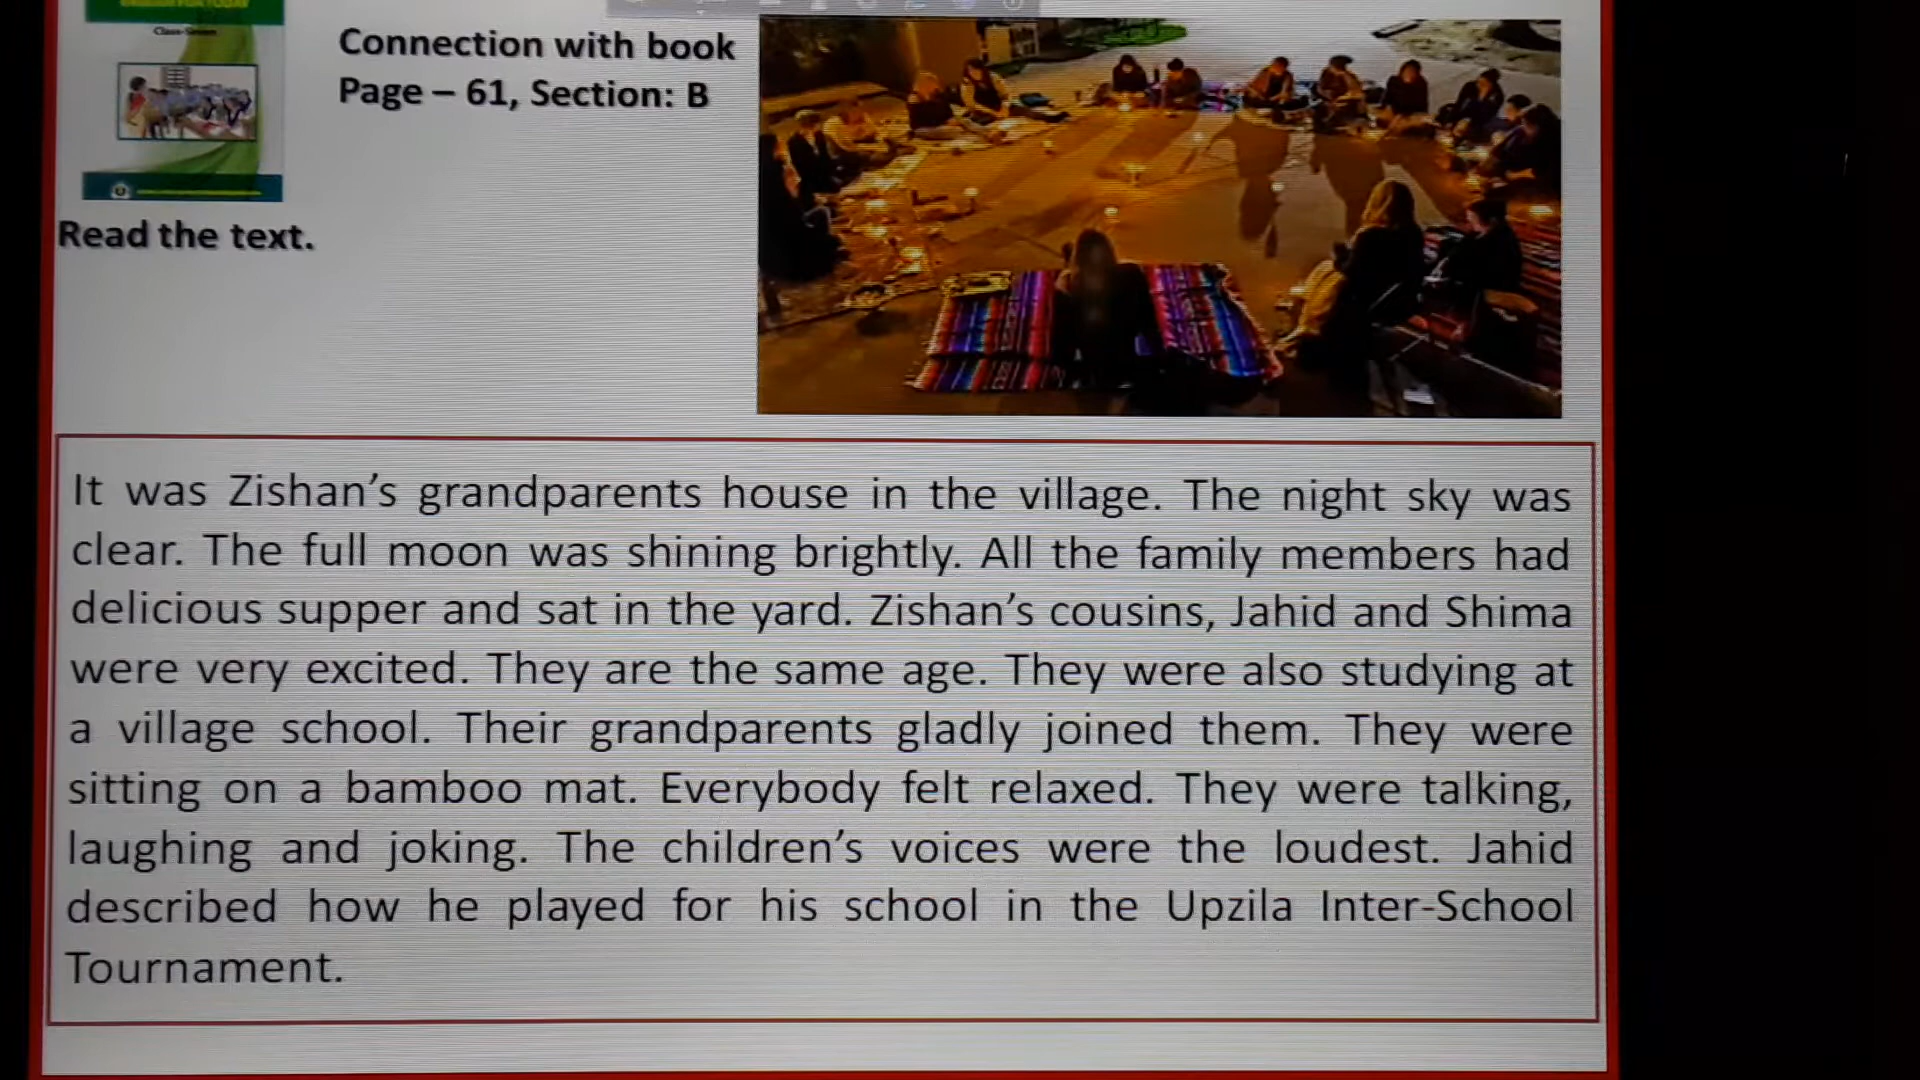 Class-Seven
Connection with book
Page – 61, Section: B
Read the text.
It was Zishan’s grandparents house in the village. The night sky was
clear. The full moon was shining brightly. All the family members had
delicious supper and sat in the yard. Zishan’s cousins, Jahid and Shima
were very excited. They are the same age. They were also studying at
a village school. Their grandparents gladly joined them. They were
sitting on a bamboo mat. Everybody felt relaxed. They were talking,
laughing and joking. The children’s voices were the loudest. Jahid
described how he played for his school in the Upzila Inter-School
Tournament.